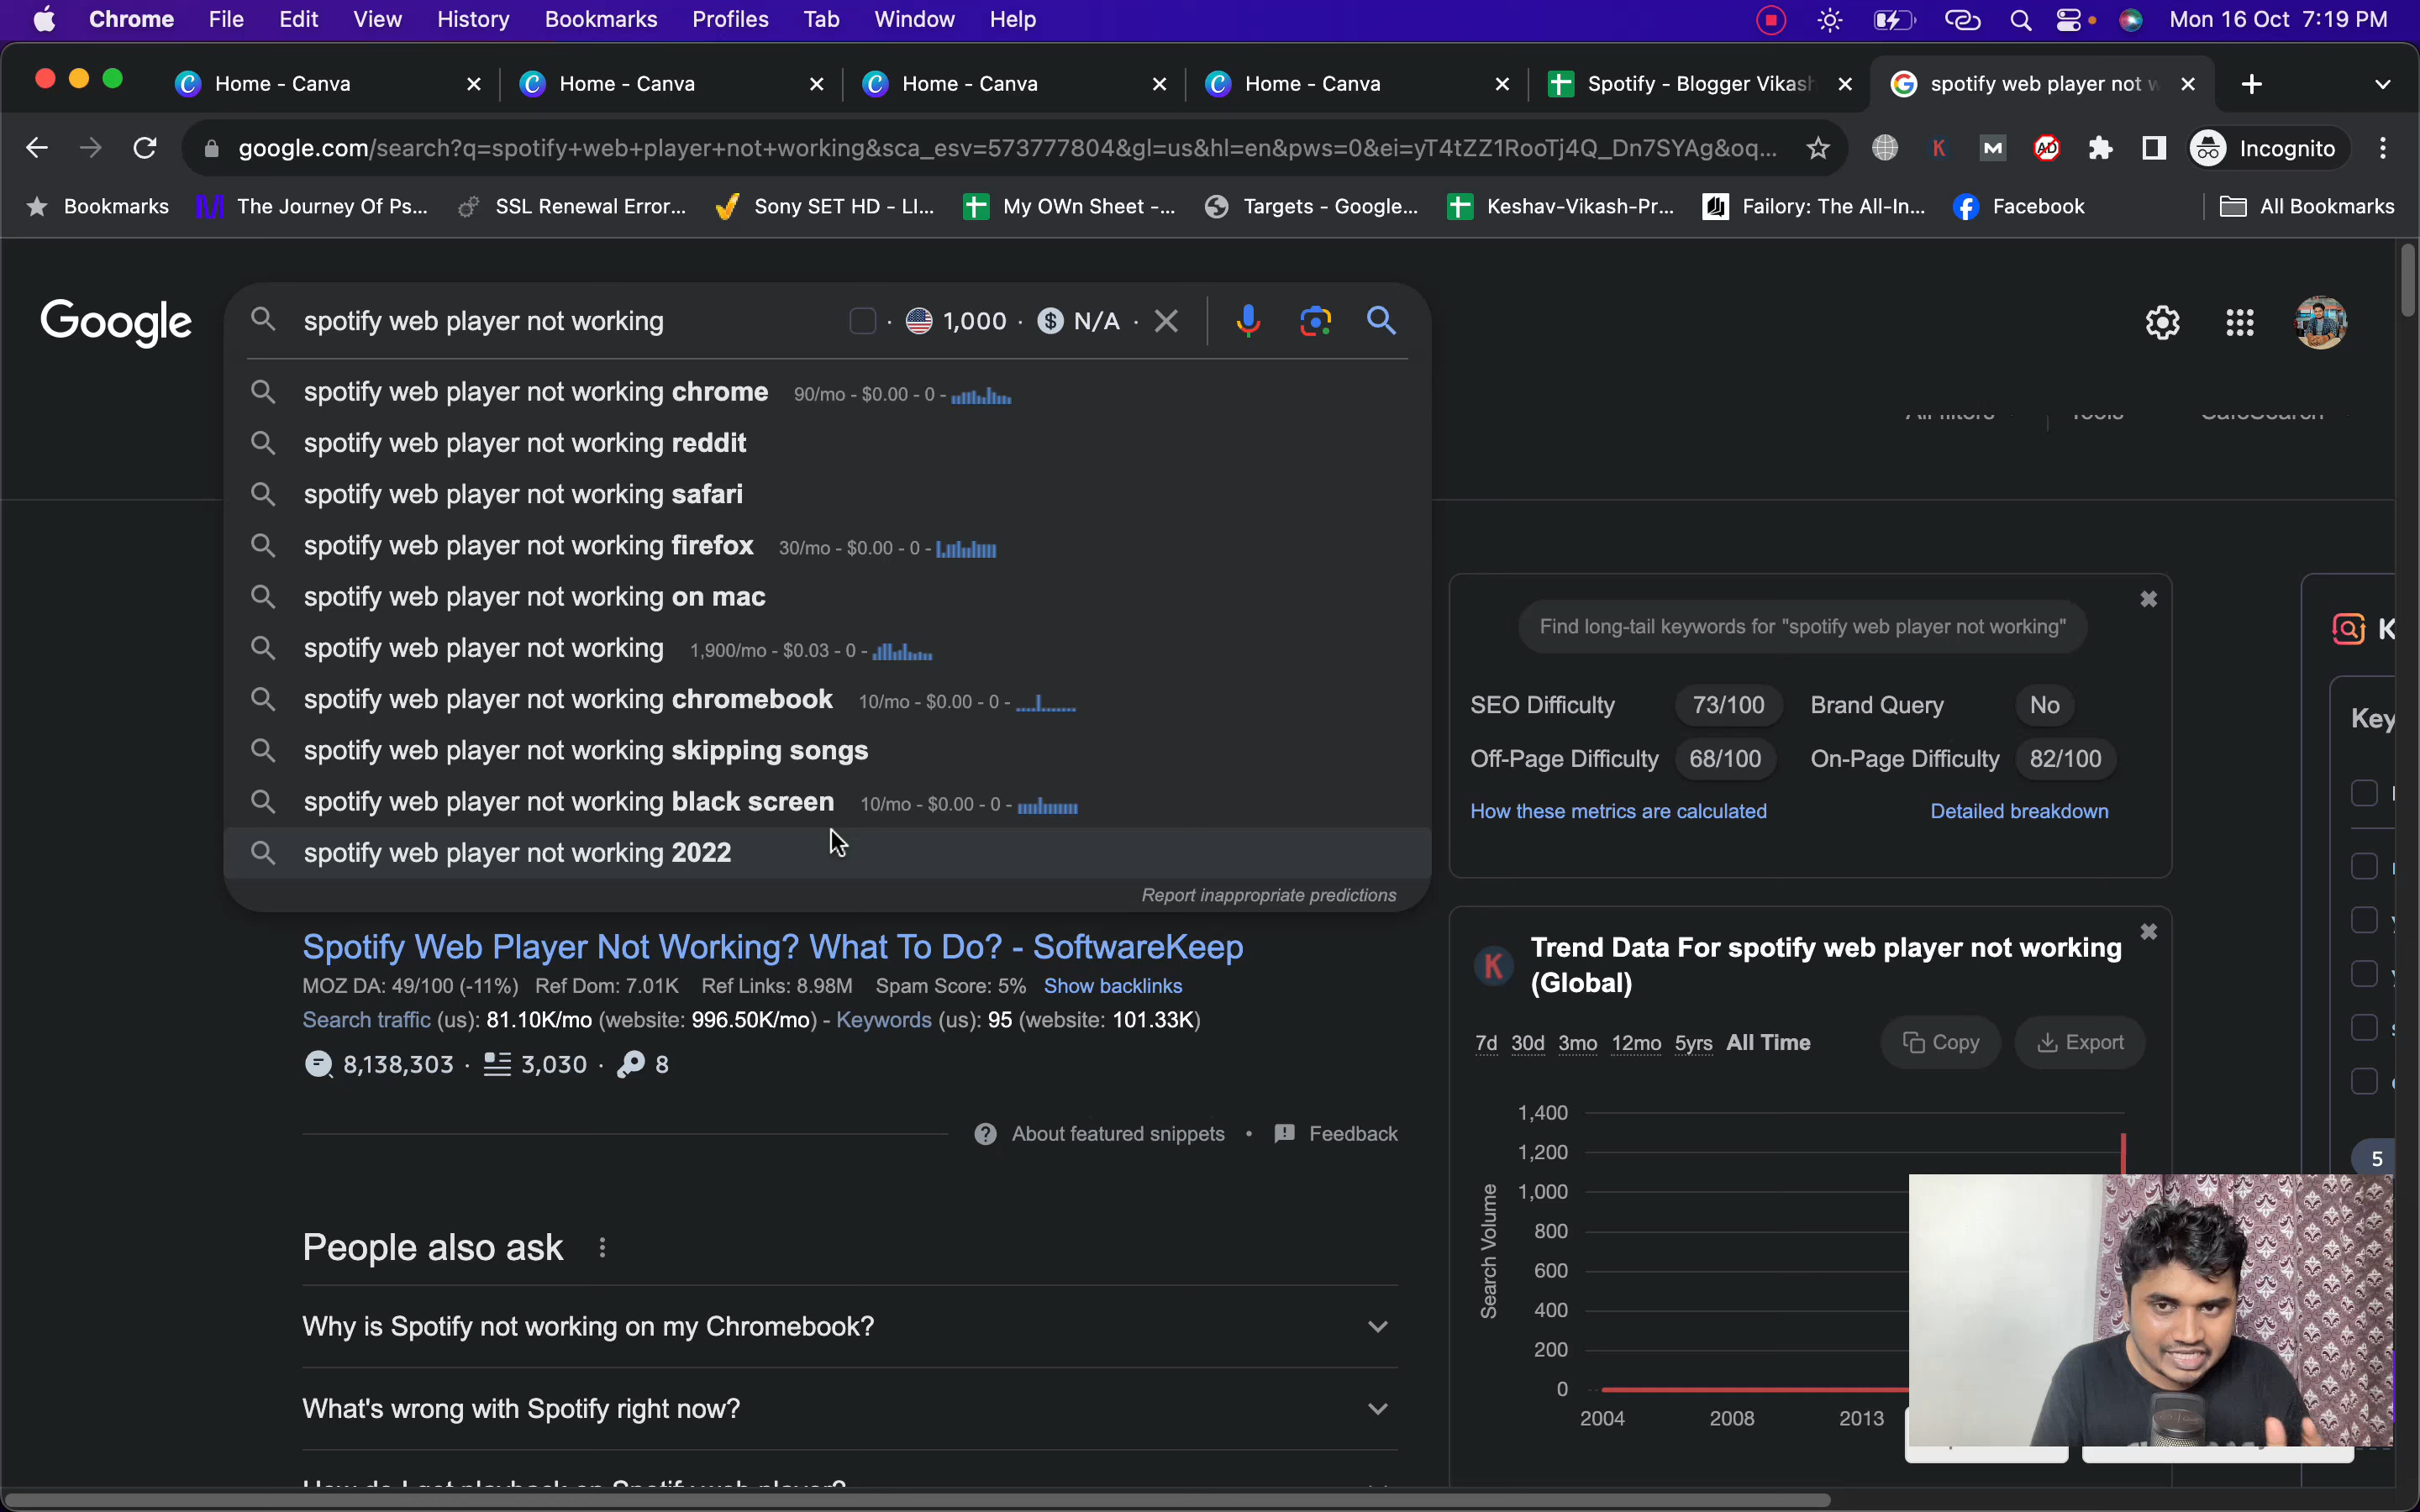 Chrome File Edit View History Bookmarks Profiles Tab Window Help Mon 16 Oct 7:19 PM
Home - Canva Home - Canva Home - Canva Home - Canva Spotify - Blogger Vikash spotify web player not w
google.com/search?q=spotify+web+player+not+working&sca_esv=573777804&gl=us&hl=en&pws=0&ei=yT4tZZ1RooTj4Q_Dn7SYAg&oq... K M AD Incognito
Bookmarks The Journey Of Ps... SSL Renewal Error... Sony SET HD - LI... My OWn Sheet -... Targets - Google... Keshav-Vikash-Pr... Failory: The All-In... Facebook All Bookmarks
Google spotify web player not working · 1,000 · $ N/A ·
spotify web player not working chrome 90/mo - $0.00 - 0 -
spotify web player not working reddit
spotify web player not working safari
spotify web player not working firefox 30/mo - $0.00 - 0 -
spotify web player not working on mac
spotify web player not working 1,900/mo - $0.03 - 0 -
spotify web player not working chromebook 10/mo - $0.00 - 0 -
spotify web player not working skipping songs
spotify web player not working black screen 10/mo - $0.00 - 0 -
spotify web player not working 2022
Report inappropriate predictions
Spotify Web Player Not Working? What To Do? - SoftwareKeep
MOZ DA: 49/100 (-11%) Ref Dom: 7.01K Ref Links: 8.98M Spam Score: 5% Show backlinks
Search traffic (us): 81.10K/mo (website: 996.50K/mo) - Keywords (us): 95 (website: 101.33K)
8,138,303 · 3,030 · 8
About featured snippets • Feedback
People also ask
Why is Spotify not working on my Chromebook?
What's wrong with Spotify right now?
Find long-tail keywords for "spotify web player not working"
SEO Difficulty 73/100 Brand Query No
Off-Page Difficulty 68/100 On-Page Difficulty 82/100
How these metrics are calculated Detailed breakdown
K Trend Data For spotify web player not working
(Global)
7d 30d 3mo 12mo 5yrs All Time Copy Export
1,400
1,200
1,000
800
600
400
200
0
Search Volume
2004 2008 2013
K
Key
5